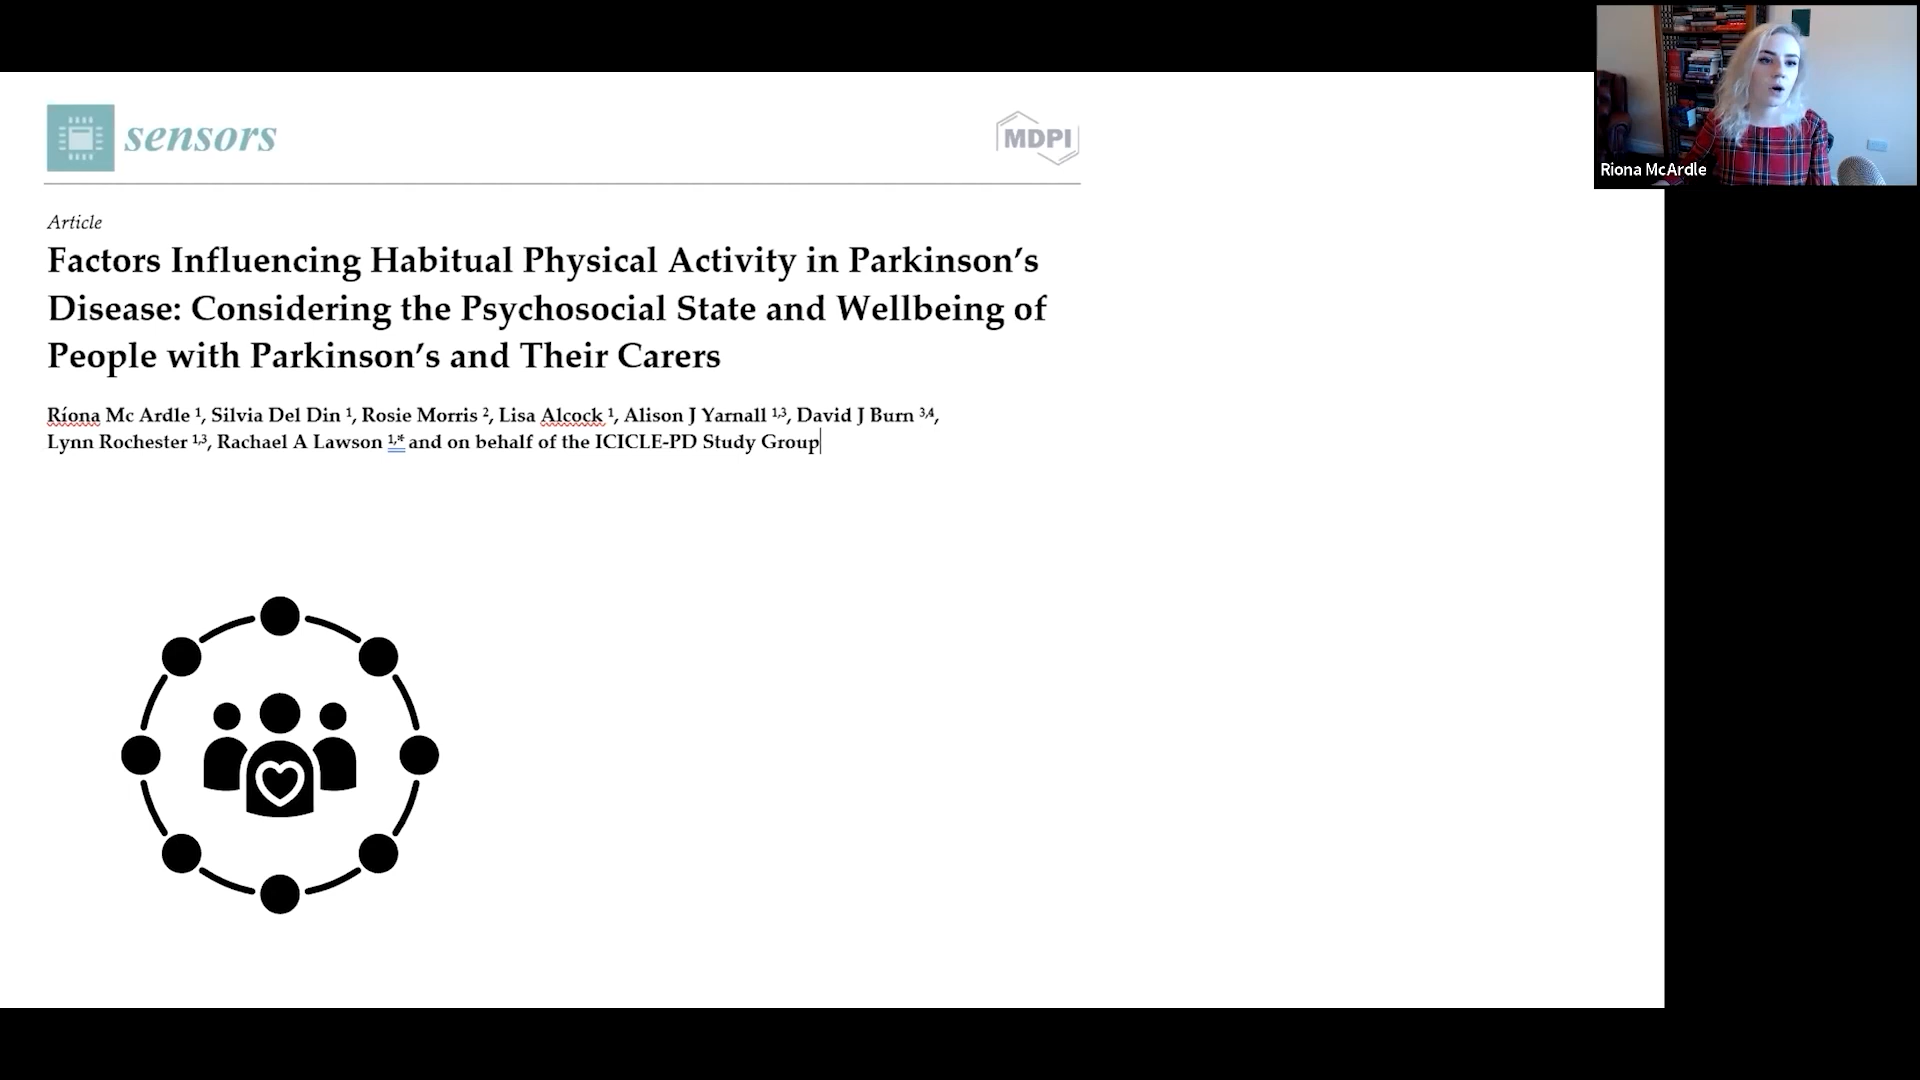 sensors
MDPI
Riona McArdle
Article
Factors Influencing Habitual Physical Activity in Parkinson’s
Disease: Considering the Psychosocial State and Wellbeing of
People with Parkinson’s and Their Carers
Ríona Mc Ardle ¹, Silvia Del Din ¹, Rosie Morris ², Lisa Alcock ¹, Alison J Yarnall ¹,³, David J Burn ³,⁴,
Lynn Rochester ¹,³, Rachael A Lawson ¹,* and on behalf of the ICICLE-PD Study Group